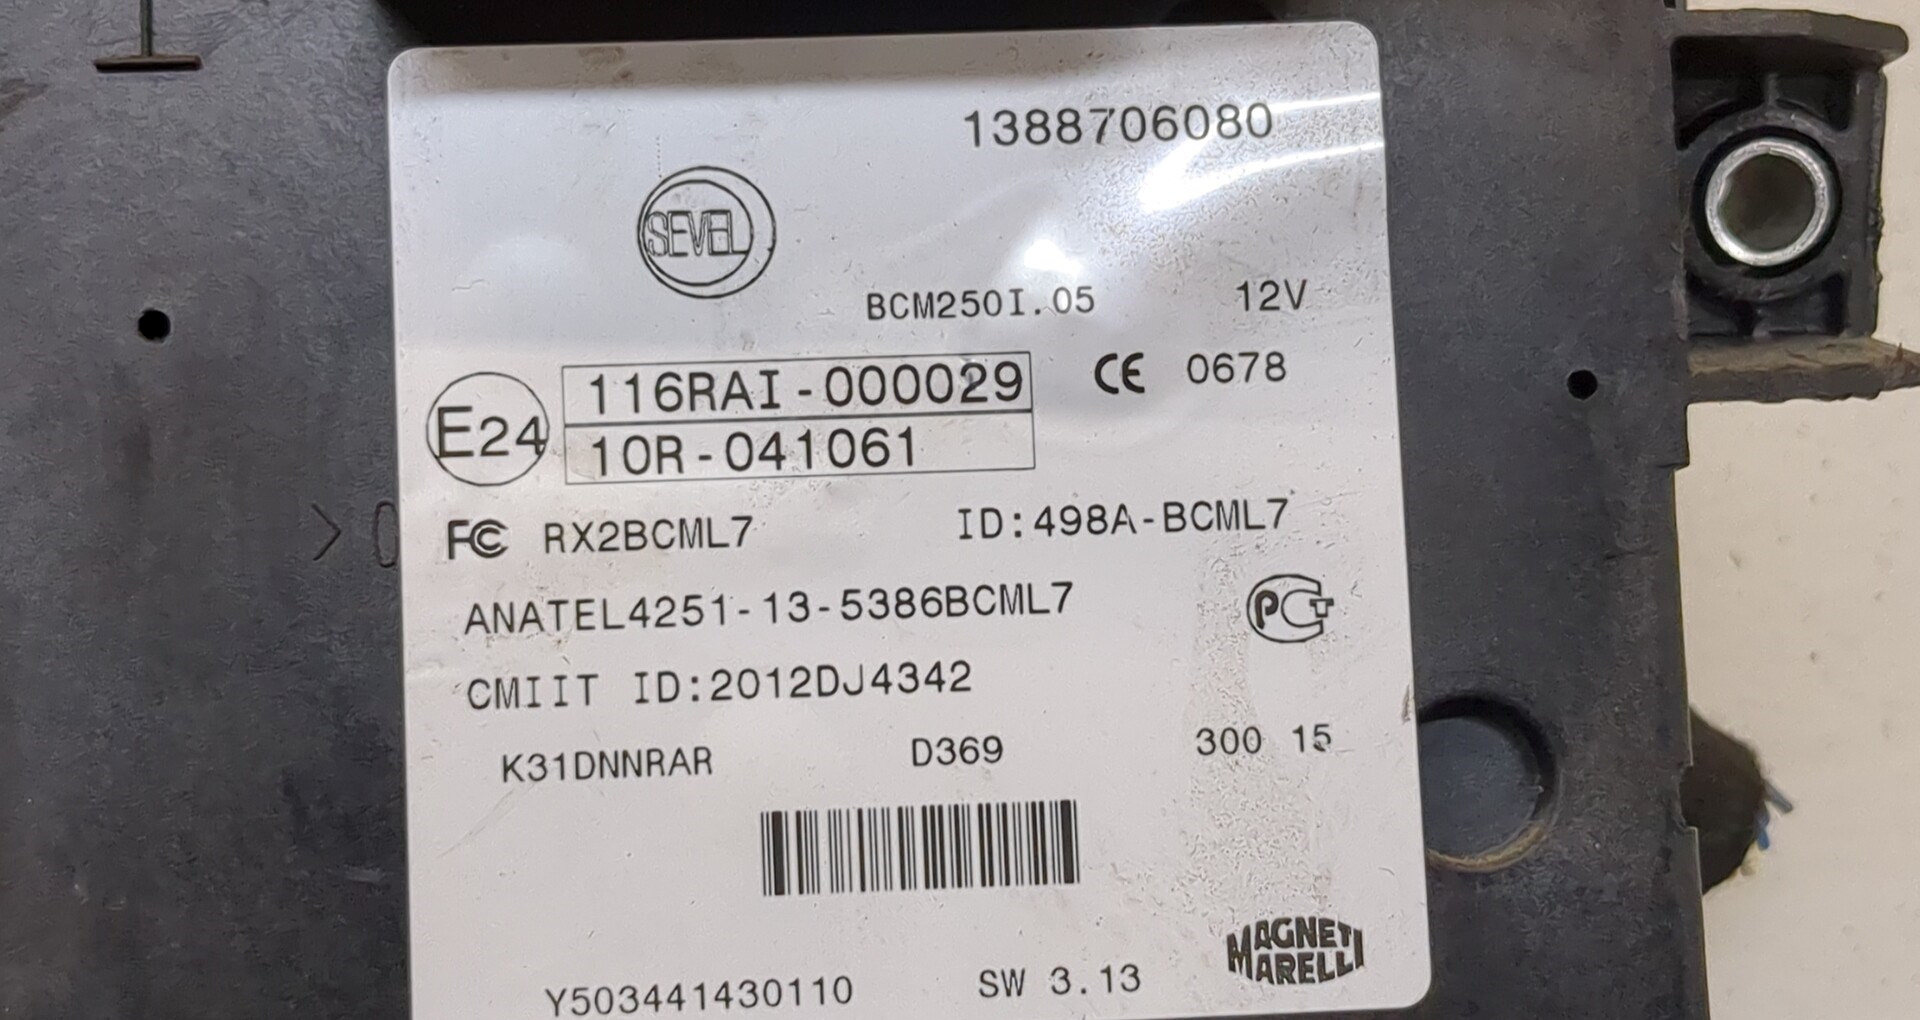 1388706080
SEVEL
BCM250I.05 12V
E24 116RAI-000029 CE 0678
10R-041061
FC RX2BCML7 ID:498A-BCML7
ANATEL4251-13-5386BCML7 PCT
CMIIT ID:2012DJ4342
K31DNNRAR D369 300 15
MAGNETI
MARELLI
Y503441430110 SW 3.13